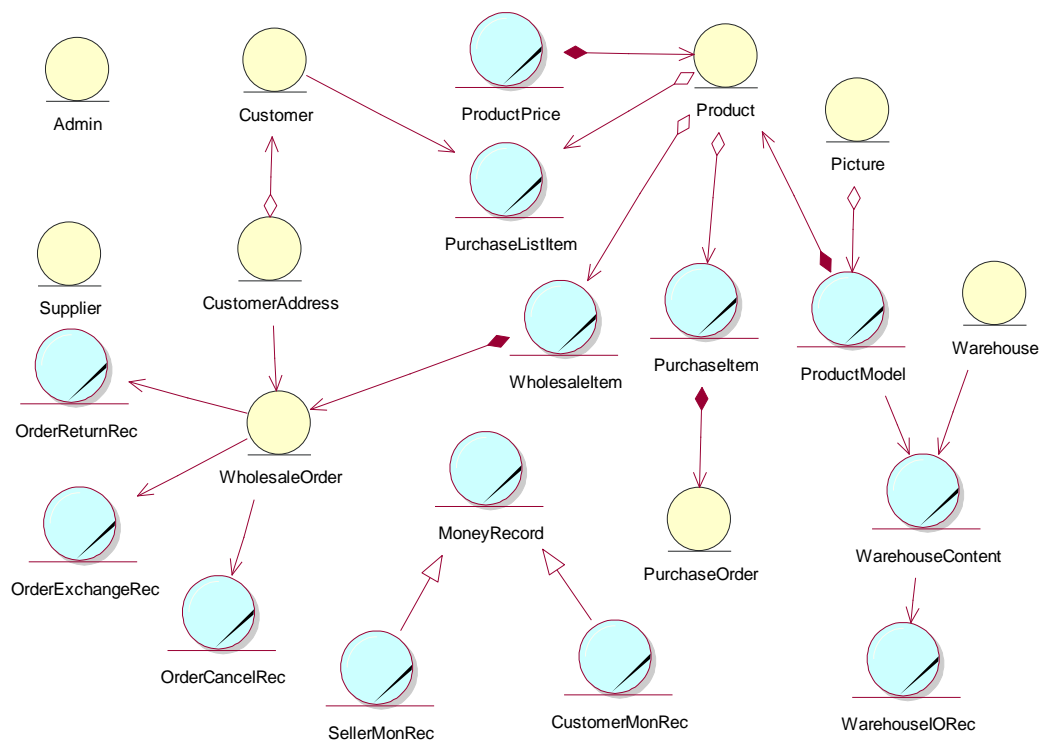 Admin
Customer
ProductPrice
Product
Picture
PurchaseListItem
Supplier
CustomerAddress
WholesaleItem
PurchaseItem
ProductModel
Warehouse
OrderReturnRec
WholesaleOrder
MoneyRecord
PurchaseOrder
WarehouseContent
OrderExchangeRec
OrderCancelRec
SellerMonRec
CustomerMonRec
WarehouseIORec